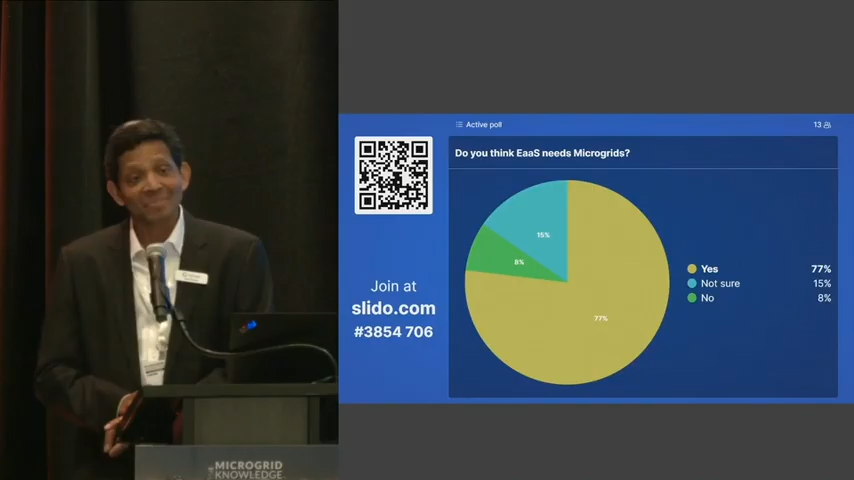 Active poll
13
Do you think EaaS needs Microgrids?
15%
8%
77%
Yes 77%
Not sure 15%
No 8%
Join at
slido.com
#3854 706
MICROGRID
KNOWLEDGE